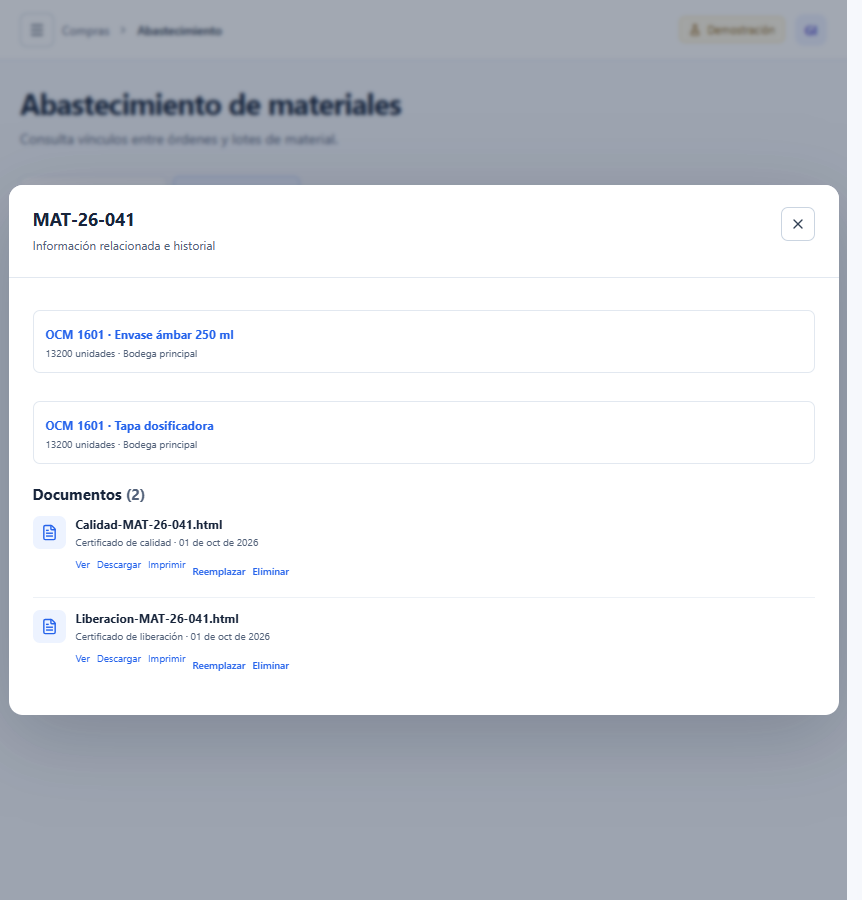 Compras > Abastecimiento
Demostración
Abastecimiento de materiales
Consulta vínculos entre órdenes y lotes de material.
MAT-26-041
Información relacionada e historial
OCM 1601 · Envase ámbar 250 ml
13200 unidades · Bodega principal
OCM 1601 · Tapa dosificadora
13200 unidades · Bodega principal
Documentos (2)
Calidad-MAT-26-041.html
Certificado de calidad · 01 de oct de 2026
Ver Descargar Imprimir Reemplazar Eliminar
Liberacion-MAT-26-041.html
Certificado de liberación · 01 de oct de 2026
Ver Descargar Imprimir Reemplazar Eliminar